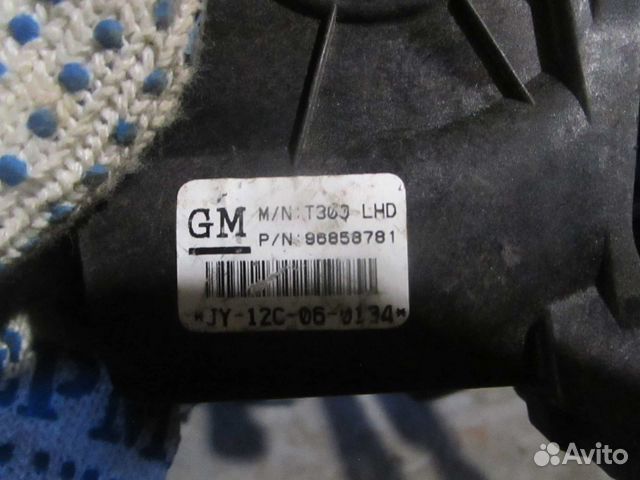 GM
M/N:T300 LHD
P/N:96858781
*JY-12C-06-0134*
Avito